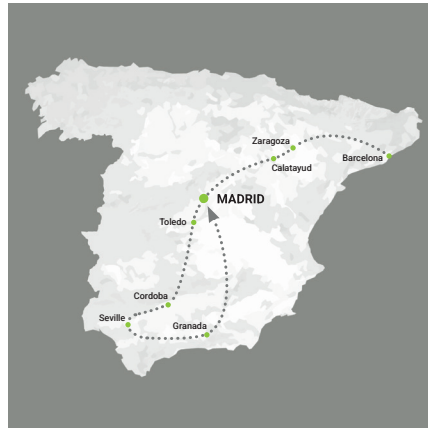 Zaragoza
Barcelona
Calatayud
MADRID
Toledo
Cordoba
Seville
Granada